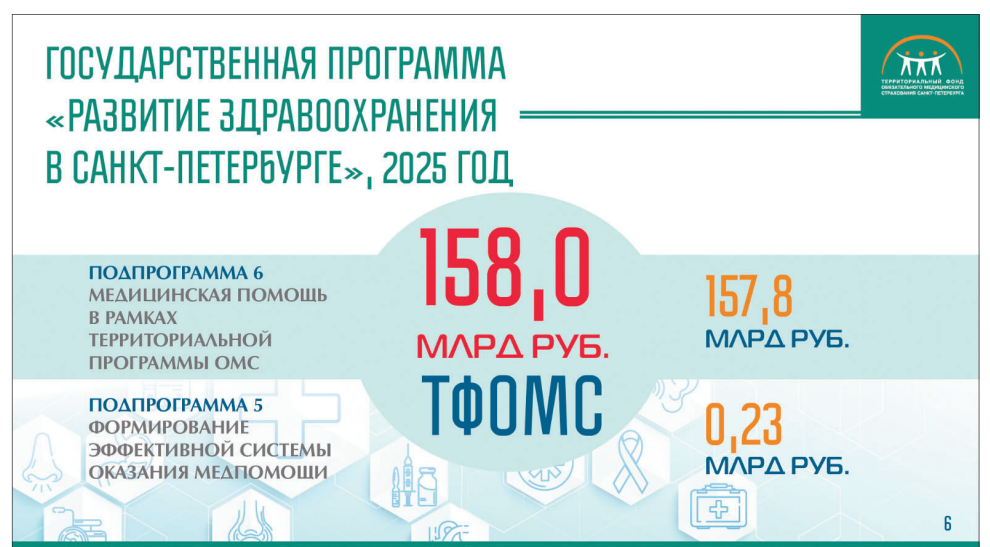 ГОСУДАРСТВЕННАЯ ПРОГРАММА
«РАЗВИТИЕ ЗДРАВООХРАНЕНИЯ
В САНКТ-ПЕТЕРБУРГЕ», 2025 ГОД
ТЕРРИТОРИАЛЬНЫЙ ФОНД
ОБЯЗАТЕЛЬНОГО МЕДИЦИНСКОГО
СТРАХОВАНИЯ САНКТ-ПЕТЕРБУРГА
ПОДПРОГРАММА 6
МЕДИЦИНСКАЯ ПОМОЩЬ
В РАМКАХ
ТЕРРИТОРИАЛЬНОЙ
ПРОГРАММЫ ОМС
158,0
МЛРД РУБ.
ТФОМС
157,8
МЛРД РУБ.
ПОДПРОГРАММА 5
ФОРМИРОВАНИЕ
ЭФФЕКТИВНОЙ СИСТЕМЫ
ОКАЗАНИЯ МЕДПОМОЩИ
0,23
МЛРД РУБ.
6